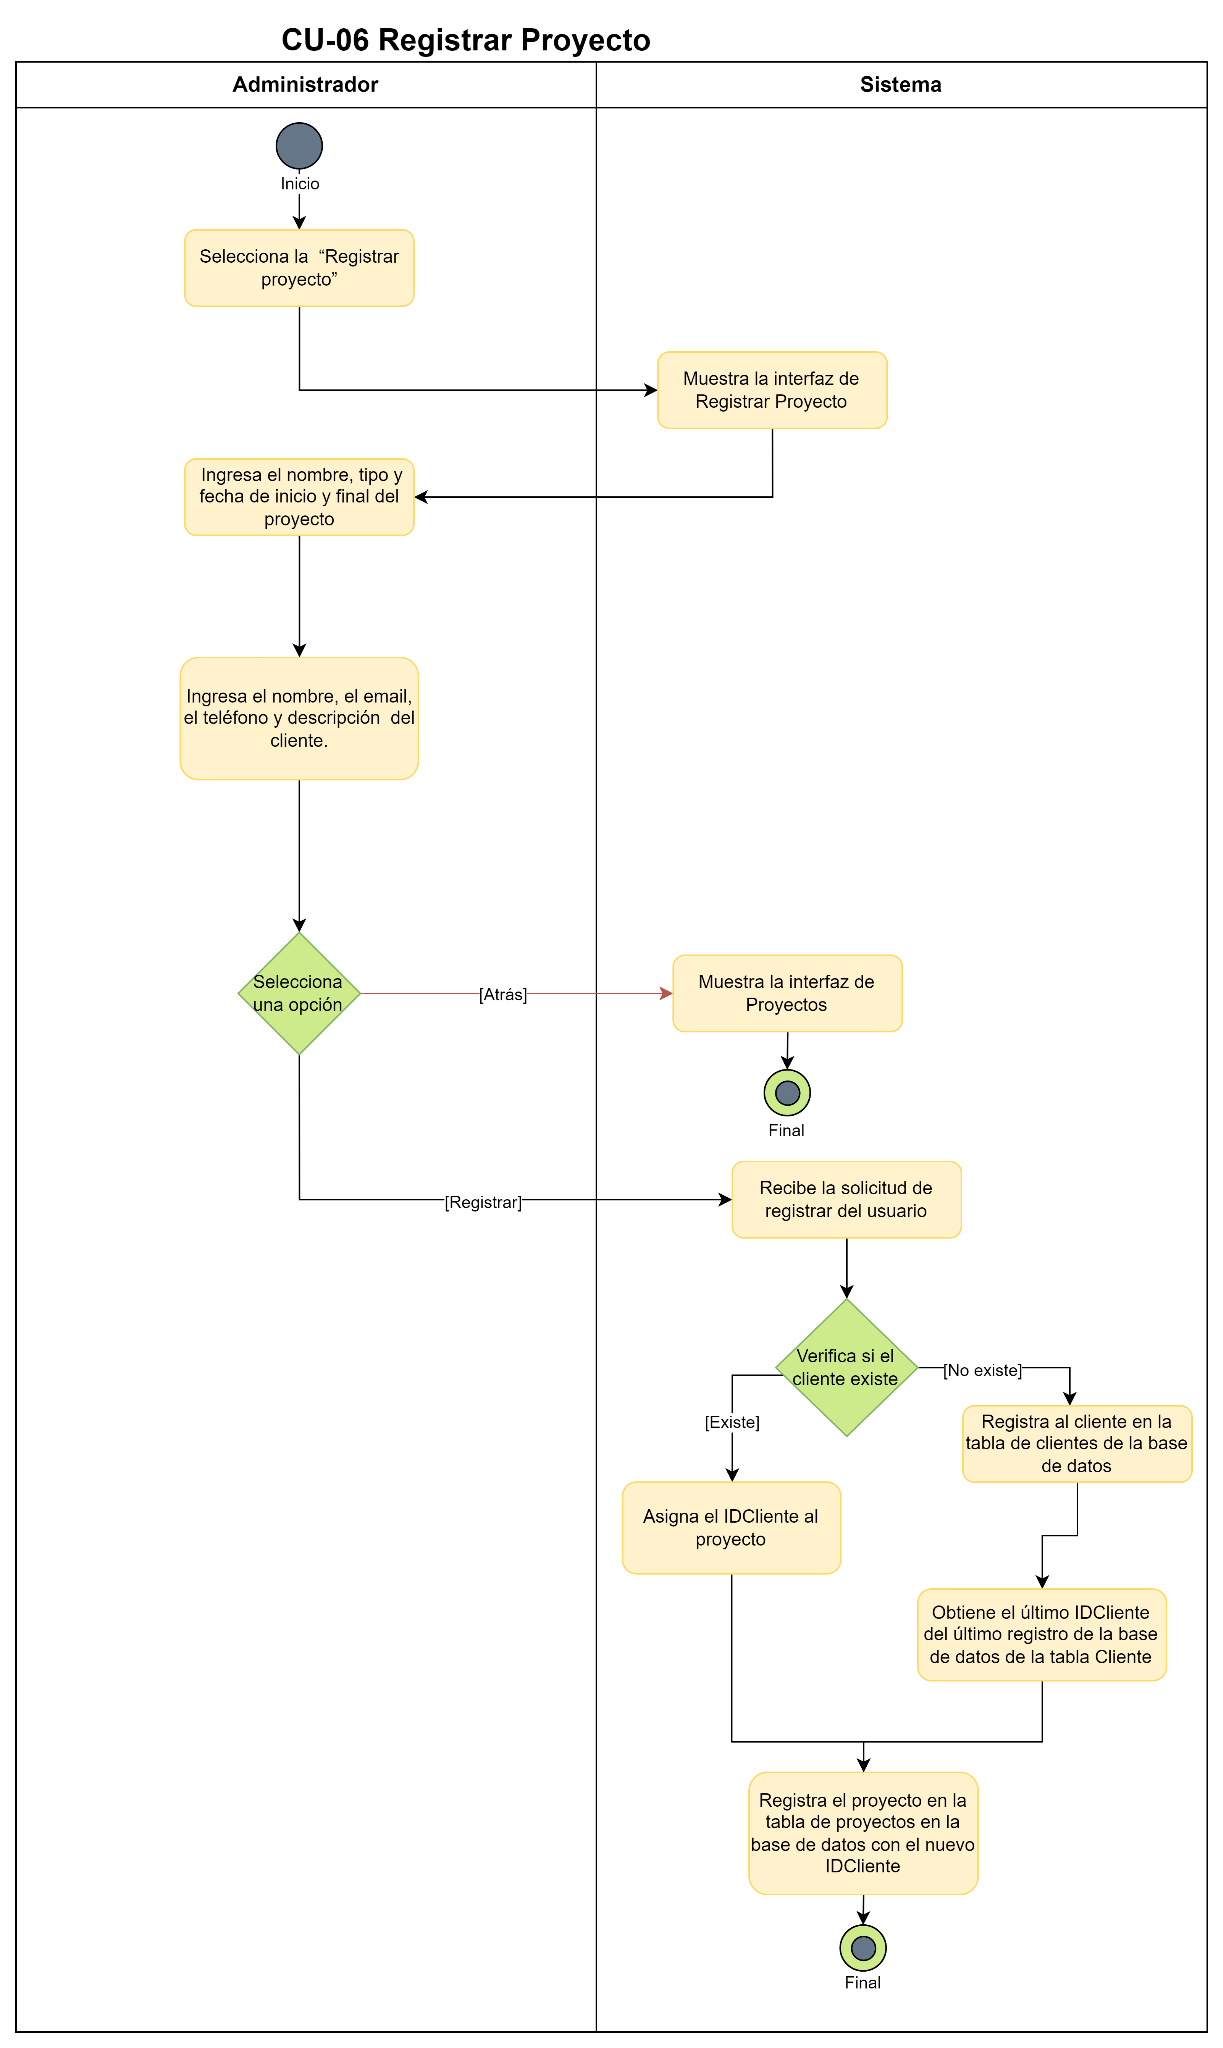 CU-06 Registrar Proyecto
Administrador
Sistema
Inicio
Selecciona la “Registrar
proyecto”
Muestra la interfaz de
Registrar Proyecto
Ingresa el nombre, tipo y
fecha de inicio y final del
proyecto
Ingresa el nombre, el email,
el teléfono y descripción del
cliente.
Selecciona
una opción
[Atrás]
Muestra la interfaz de
Proyectos
Final
[Registrar]
Recibe la solicitud de
registrar del usuario
Verifica si el
cliente existe
[No existe]
[Existe]
Registra al cliente en la
tabla de clientes de la base
de datos
Asigna el IDCliente al
proyecto
Obtiene el último IDCliente
del último registro de la base
de datos de la tabla Cliente
Registra el proyecto en la
tabla de proyectos en la
base de datos con el nuevo
IDCliente
Final